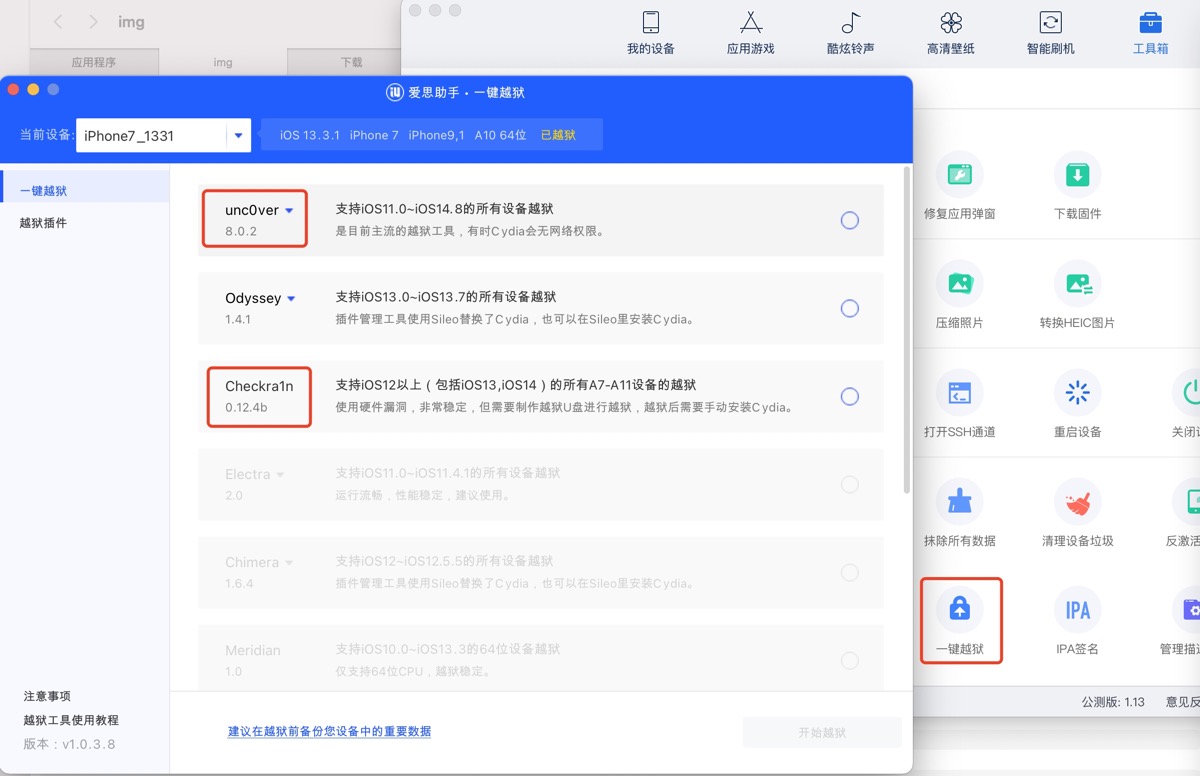 img
应用程序
img
下载
我的设备
应用游戏
酷炫铃声
高清壁纸
智能刷机
工具箱
爱思助手 · 一键越狱
当前设备:
iPhone7_1331
iOS 13.3.1 iPhone 7 iPhone9,1 A10 64位 已越狱
一键越狱
越狱插件
unc0ver
8.0.2
支持iOS11.0~iOS14.8的所有设备越狱
是目前主流的越狱工具，有时Cydia会无网络权限。
Odyssey
1.4.1
支持iOS13.0~iOS13.7的所有设备越狱
插件管理工具使用Sileo替换了Cydia，也可以在Sileo里安装Cydia。
Checkra1n
0.12.4b
支持iOS12以上（包括iOS13,iOS14）的所有A7-A11设备的越狱
使用硬件漏洞，非常稳定，但需要制作越狱U盘进行越狱，越狱后需要手动安装Cydia。
Electra
2.0
支持iOS11.0~iOS11.4.1的所有设备越狱
运行流畅，性能稳定，建议使用。
Chimera
1.6.4
支持iOS12~iOS12.5.5的所有设备越狱
插件管理工具使用Sileo替换了Cydia，也可以在Sileo里安装Cydia。
Meridian
1.0
支持iOS10.0~iOS13.3的64位设备越狱
仅支持64位CPU，越狱稳定。
注意事项
越狱工具使用教程
版本：v1.0.3.8
建议在越狱前备份您设备中的重要数据
开始越狱
修复应用弹窗
下载固件
压缩照片
转换HEIC图片
打开SSH通道
重启设备
关闭
抹除所有数据
清理设备垃圾
反激活
一键越狱
IPA
IPA签名
管理描
公测版: 1.13
意见反